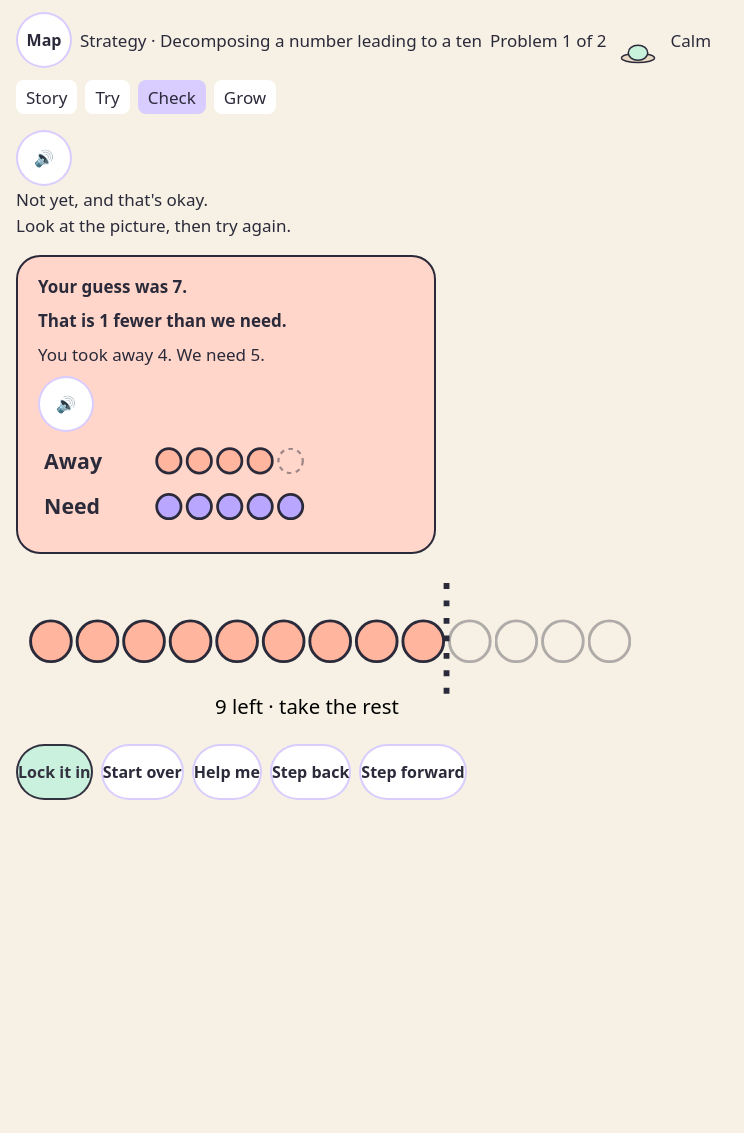 Map Strategy · Decomposing a number leading to a ten Problem 1 of 2 Calm
Story Try Check Grow
Not yet, and that's okay.
Look at the picture, then try again.
Your guess was 7.
That is 1 fewer than we need.
You took away 4. We need 5.
Away
Need
9 left · take the rest
Lock it in Start over Help me Step back Step forward